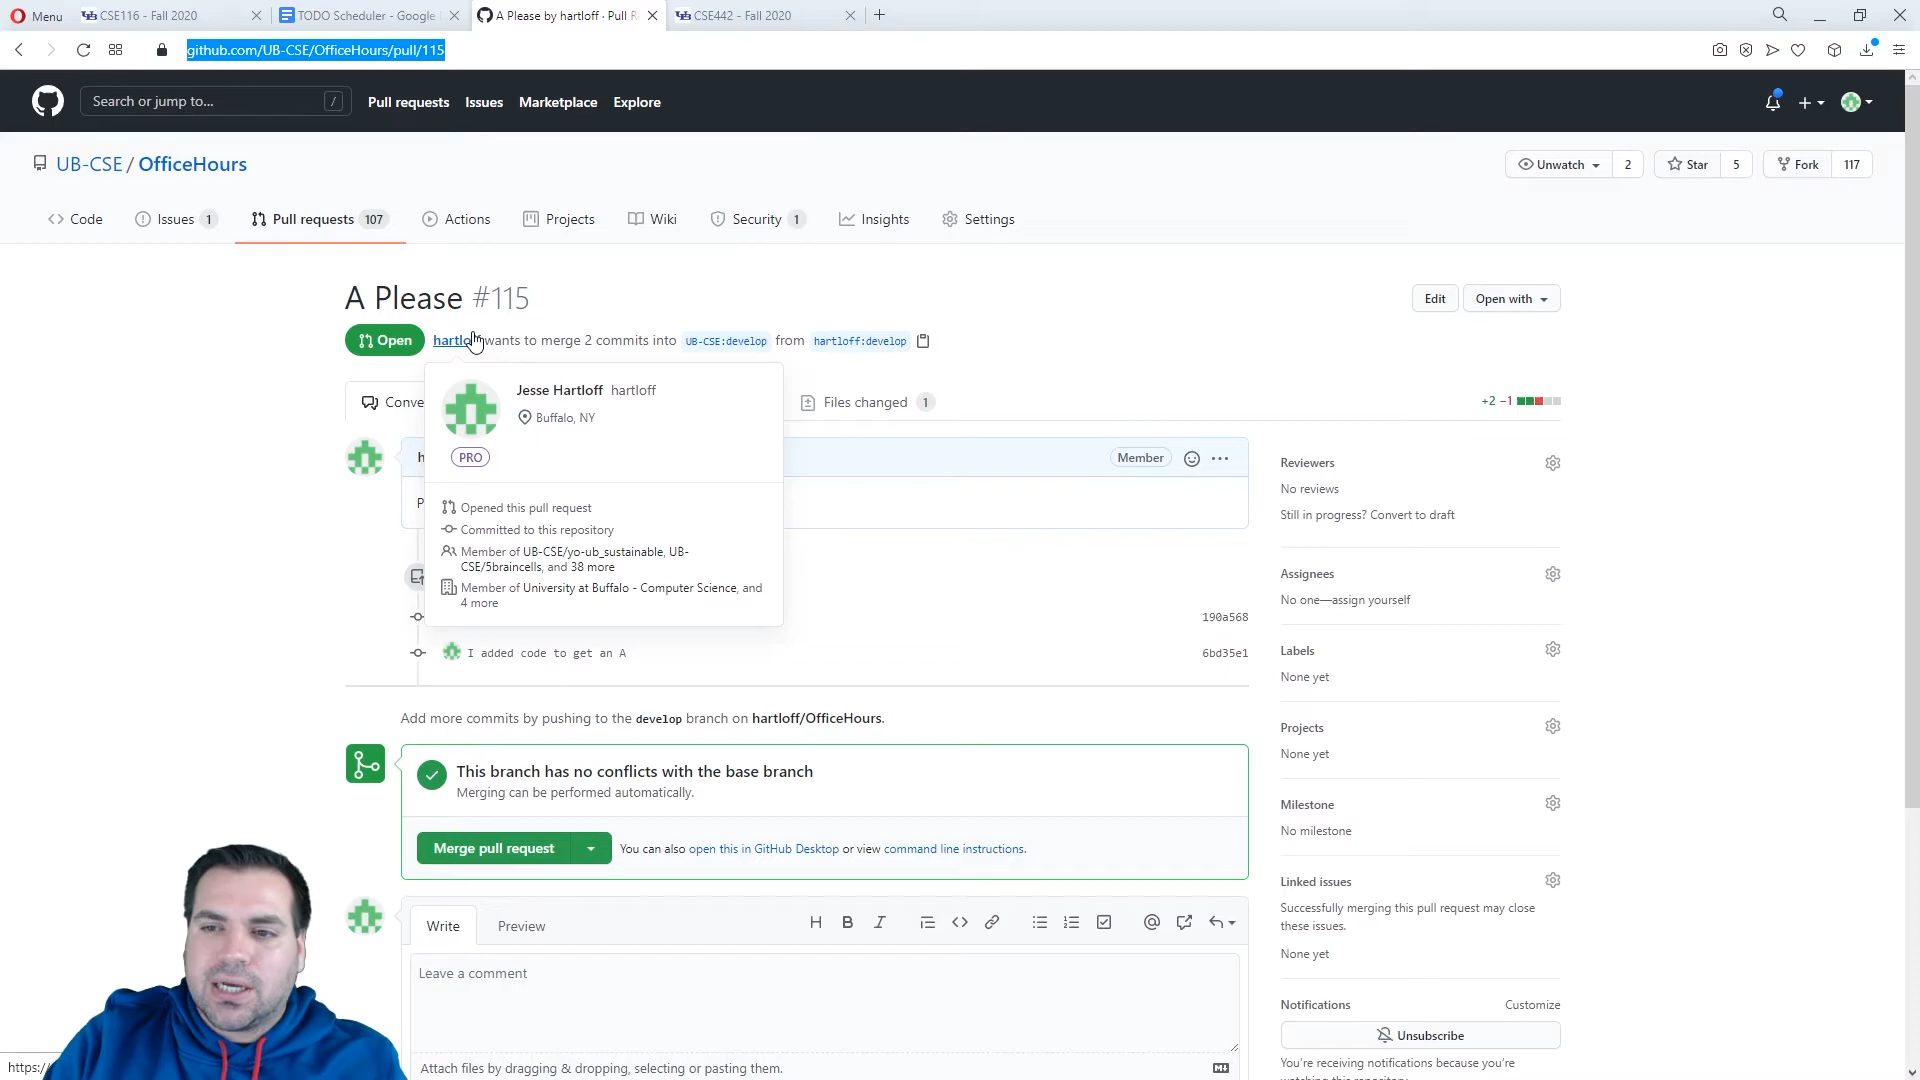 Menu
CSE116 - Fall 2020
TODO Scheduler - Google
A Please by hartloff · Pull R
CSE442 - Fall 2020
github.com/UB-CSE/OfficeHours/pull/115
Search or jump to...
/
Pull requests
Issues
Marketplace
Explore
UB-CSE / OfficeHours
Unwatch
2
Star
5
Fork
117
Code
Issues 1
Pull requests 107
Actions
Projects
Wiki
Security 1
Insights
Settings
A Please #115
Edit
Open with
Open
wants to merge 2 commits into UB-CSE:develop from hartloff:develop
Jesse Hartloff hartloff
Buffalo, NY
PRO
Opened this pull request
Committed to this repository
Member of UB-CSE/yo-ub_sustainable, UB-
CSE/5braincells, and 38 more
Member of University at Buffalo - Computer Science, and
4 more
Files changed 1
+2 −1
Member
190a568
I added code to get an A
6bd35e1
Add more commits by pushing to the develop branch on hartloff/OfficeHours.
This branch has no conflicts with the base branch
Merging can be performed automatically.
Merge pull request
You can also open this in GitHub Desktop or view command line instructions.
Write
Preview
H B I
Leave a comment
Attach files by dragging & dropping, selecting or pasting them.
Reviewers
No reviews
Still in progress? Convert to draft
Assignees
No one—assign yourself
Labels
None yet
Projects
None yet
Milestone
No milestone
Linked issues
Successfully merging this pull request may close
these issues.
None yet
Notifications
Customize
Unsubscribe
You're receiving notifications because you're
https:/